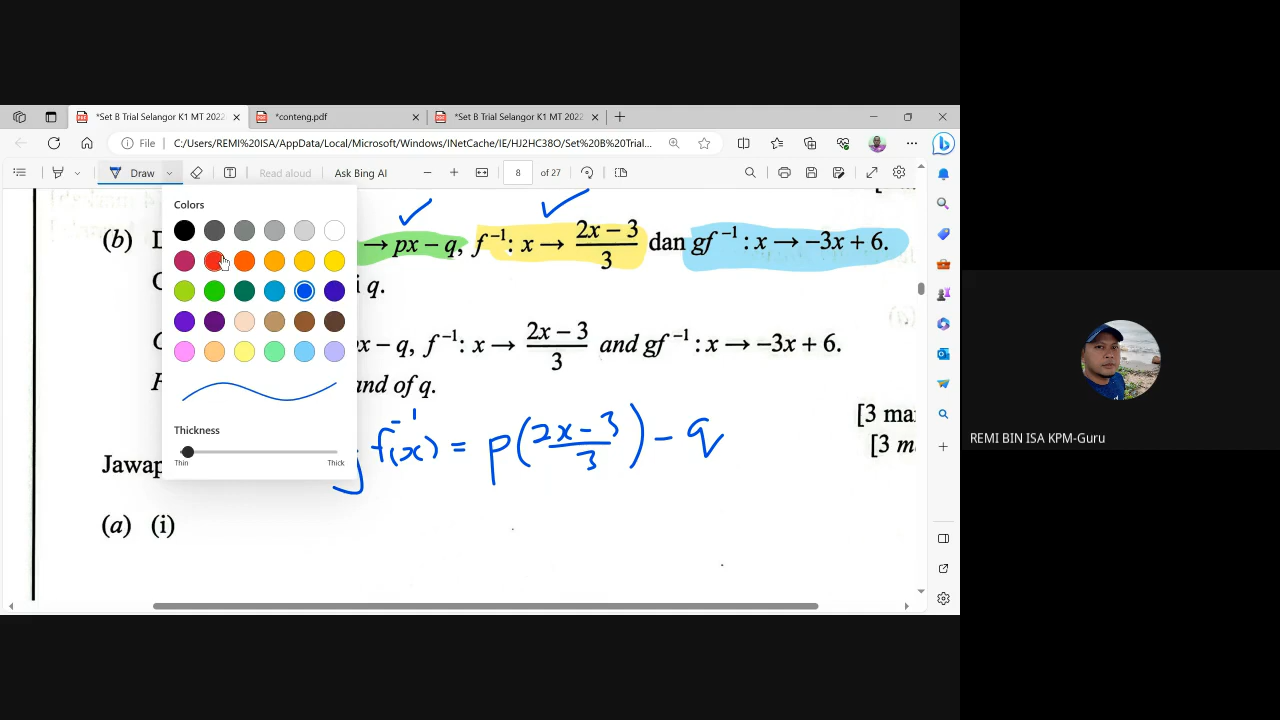 *Set B Trial Selangor K1 MT 2022
*conteng.pdf
*Set B Trial Selangor K1 MT 2022
File
C:/Users/REMI%20ISA/AppData/Local/Microsoft/Windows/INetCache/IE/HJ2HC38O/Set%20B%20Trial...
Draw
Read aloud
Ask Bing AI
8 of 27
Colors
(b) D → px – q, f⁻¹ : x → (2x – 3)/3 dan gf⁻¹ : x → –3x + 6.
i q.
x – q, f⁻¹ : x → (2x – 3)/3 and gf⁻¹ : x → –3x + 6.
and of q.
[3 mar
[3 m
f⁻¹(x) = p((2x – 3)/3) – q
Thickness
Thin Thick
Jawap
(a) (i)
REMI BIN ISA KPM-Guru